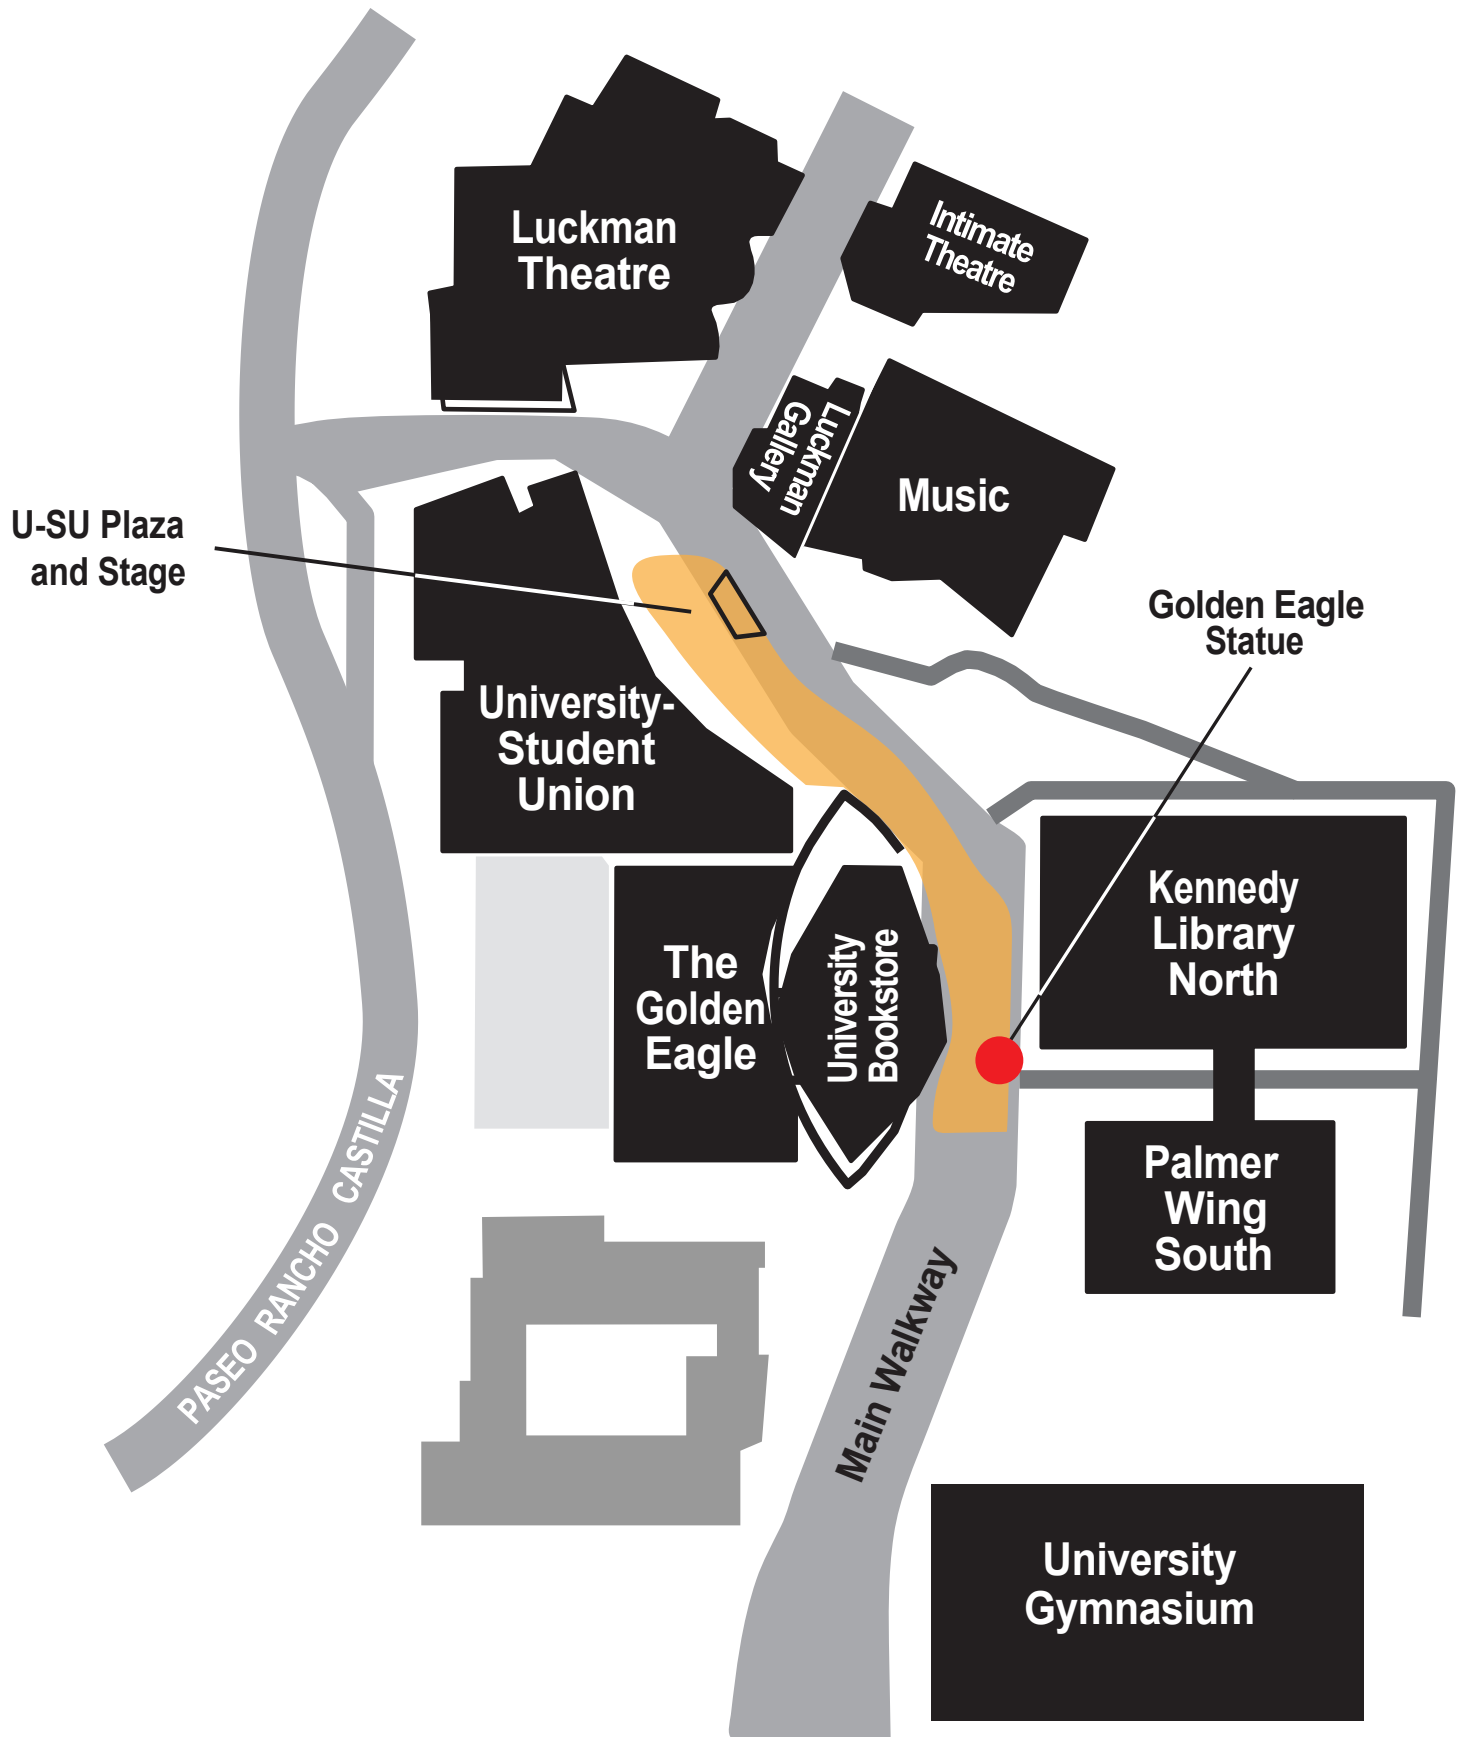 Luckman
Theatre
Intimate
Theatre
Luckman
Gallery
Music
U-SU Plaza
and Stage
Golden Eagle
Statue
University-
Student
Union
Kennedy
Library
North
The
Golden
Eagle
University
Bookstore
PASEO RANCHO CASTILLA
Palmer
Wing
South
Main Walkway
University
Gymnasium